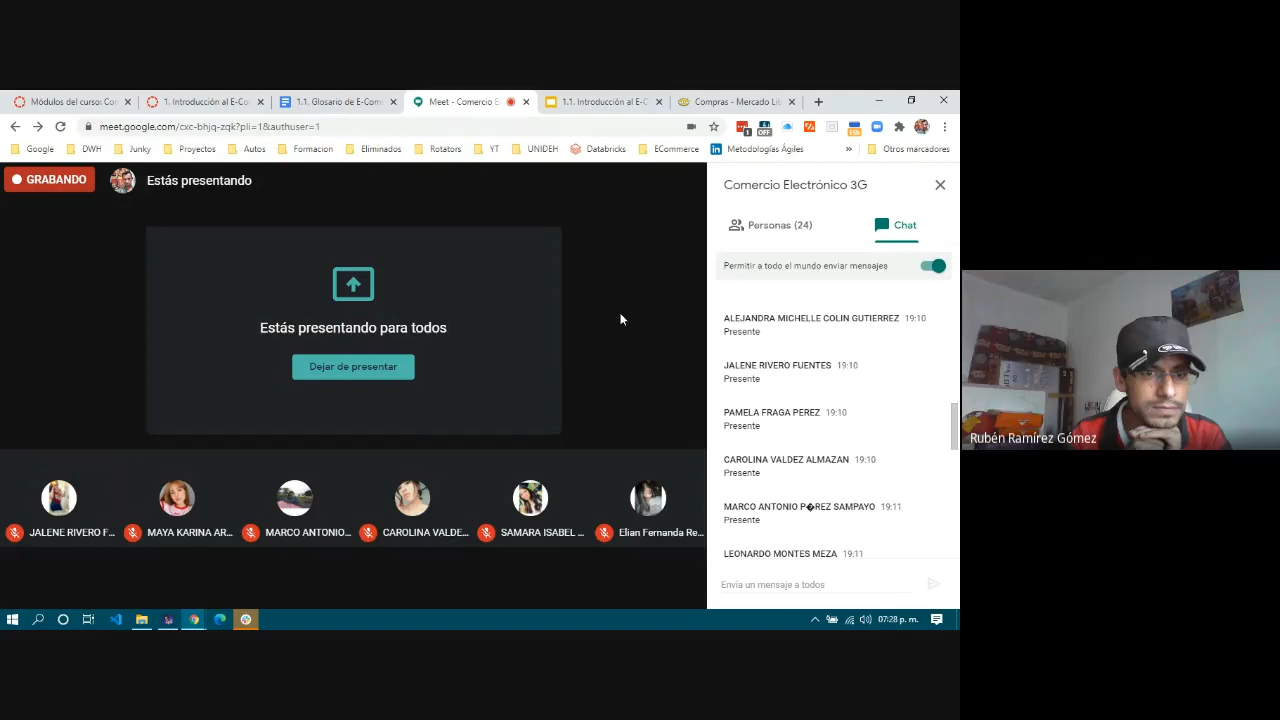 Módulos del curso: Con
1. Introducción al E-Co
1.1. Glosario de E-Com
Meet - Comercio E
1.1. Introducción al E-C
Compras - Mercado Lib
meet.google.com/cxc-bhjq-zqk?pli=1&authuser=1
1
OFF
Google
DWH
Junky
Proyectos
Autos
Formacion
Eliminados
Rotators
YT
UNIDEH
Databricks
ECommerce
Metodologías Ágiles
»
Otros marcadores
GRABANDO
Estás presentando
Estás presentando para todos
Dejar de presentar
JALENE RIVERO F...
MAYA KARINA AR...
MARCO ANTONIO...
CAROLINA VALDE...
SAMARA ISABEL ...
Elian Fernanda Re...
Comercio Electrónico 3G
Personas (24)
Chat
Permitir a todo el mundo enviar mensajes
ALEJANDRA MICHELLE COLIN GUTIERREZ 19:10
Presente
JALENE RIVERO FUENTES 19:10
Presente
PAMELA FRAGA PEREZ 19:10
Presente
CAROLINA VALDEZ ALMAZAN 19:10
Presente
MARCO ANTONIO P�REZ SAMPAYO 19:11
Presente
LEONARDO MONTES MEZA 19:11
Envía un mensaje a todos
07:28 p. m.
Rubén Ramírez Gómez